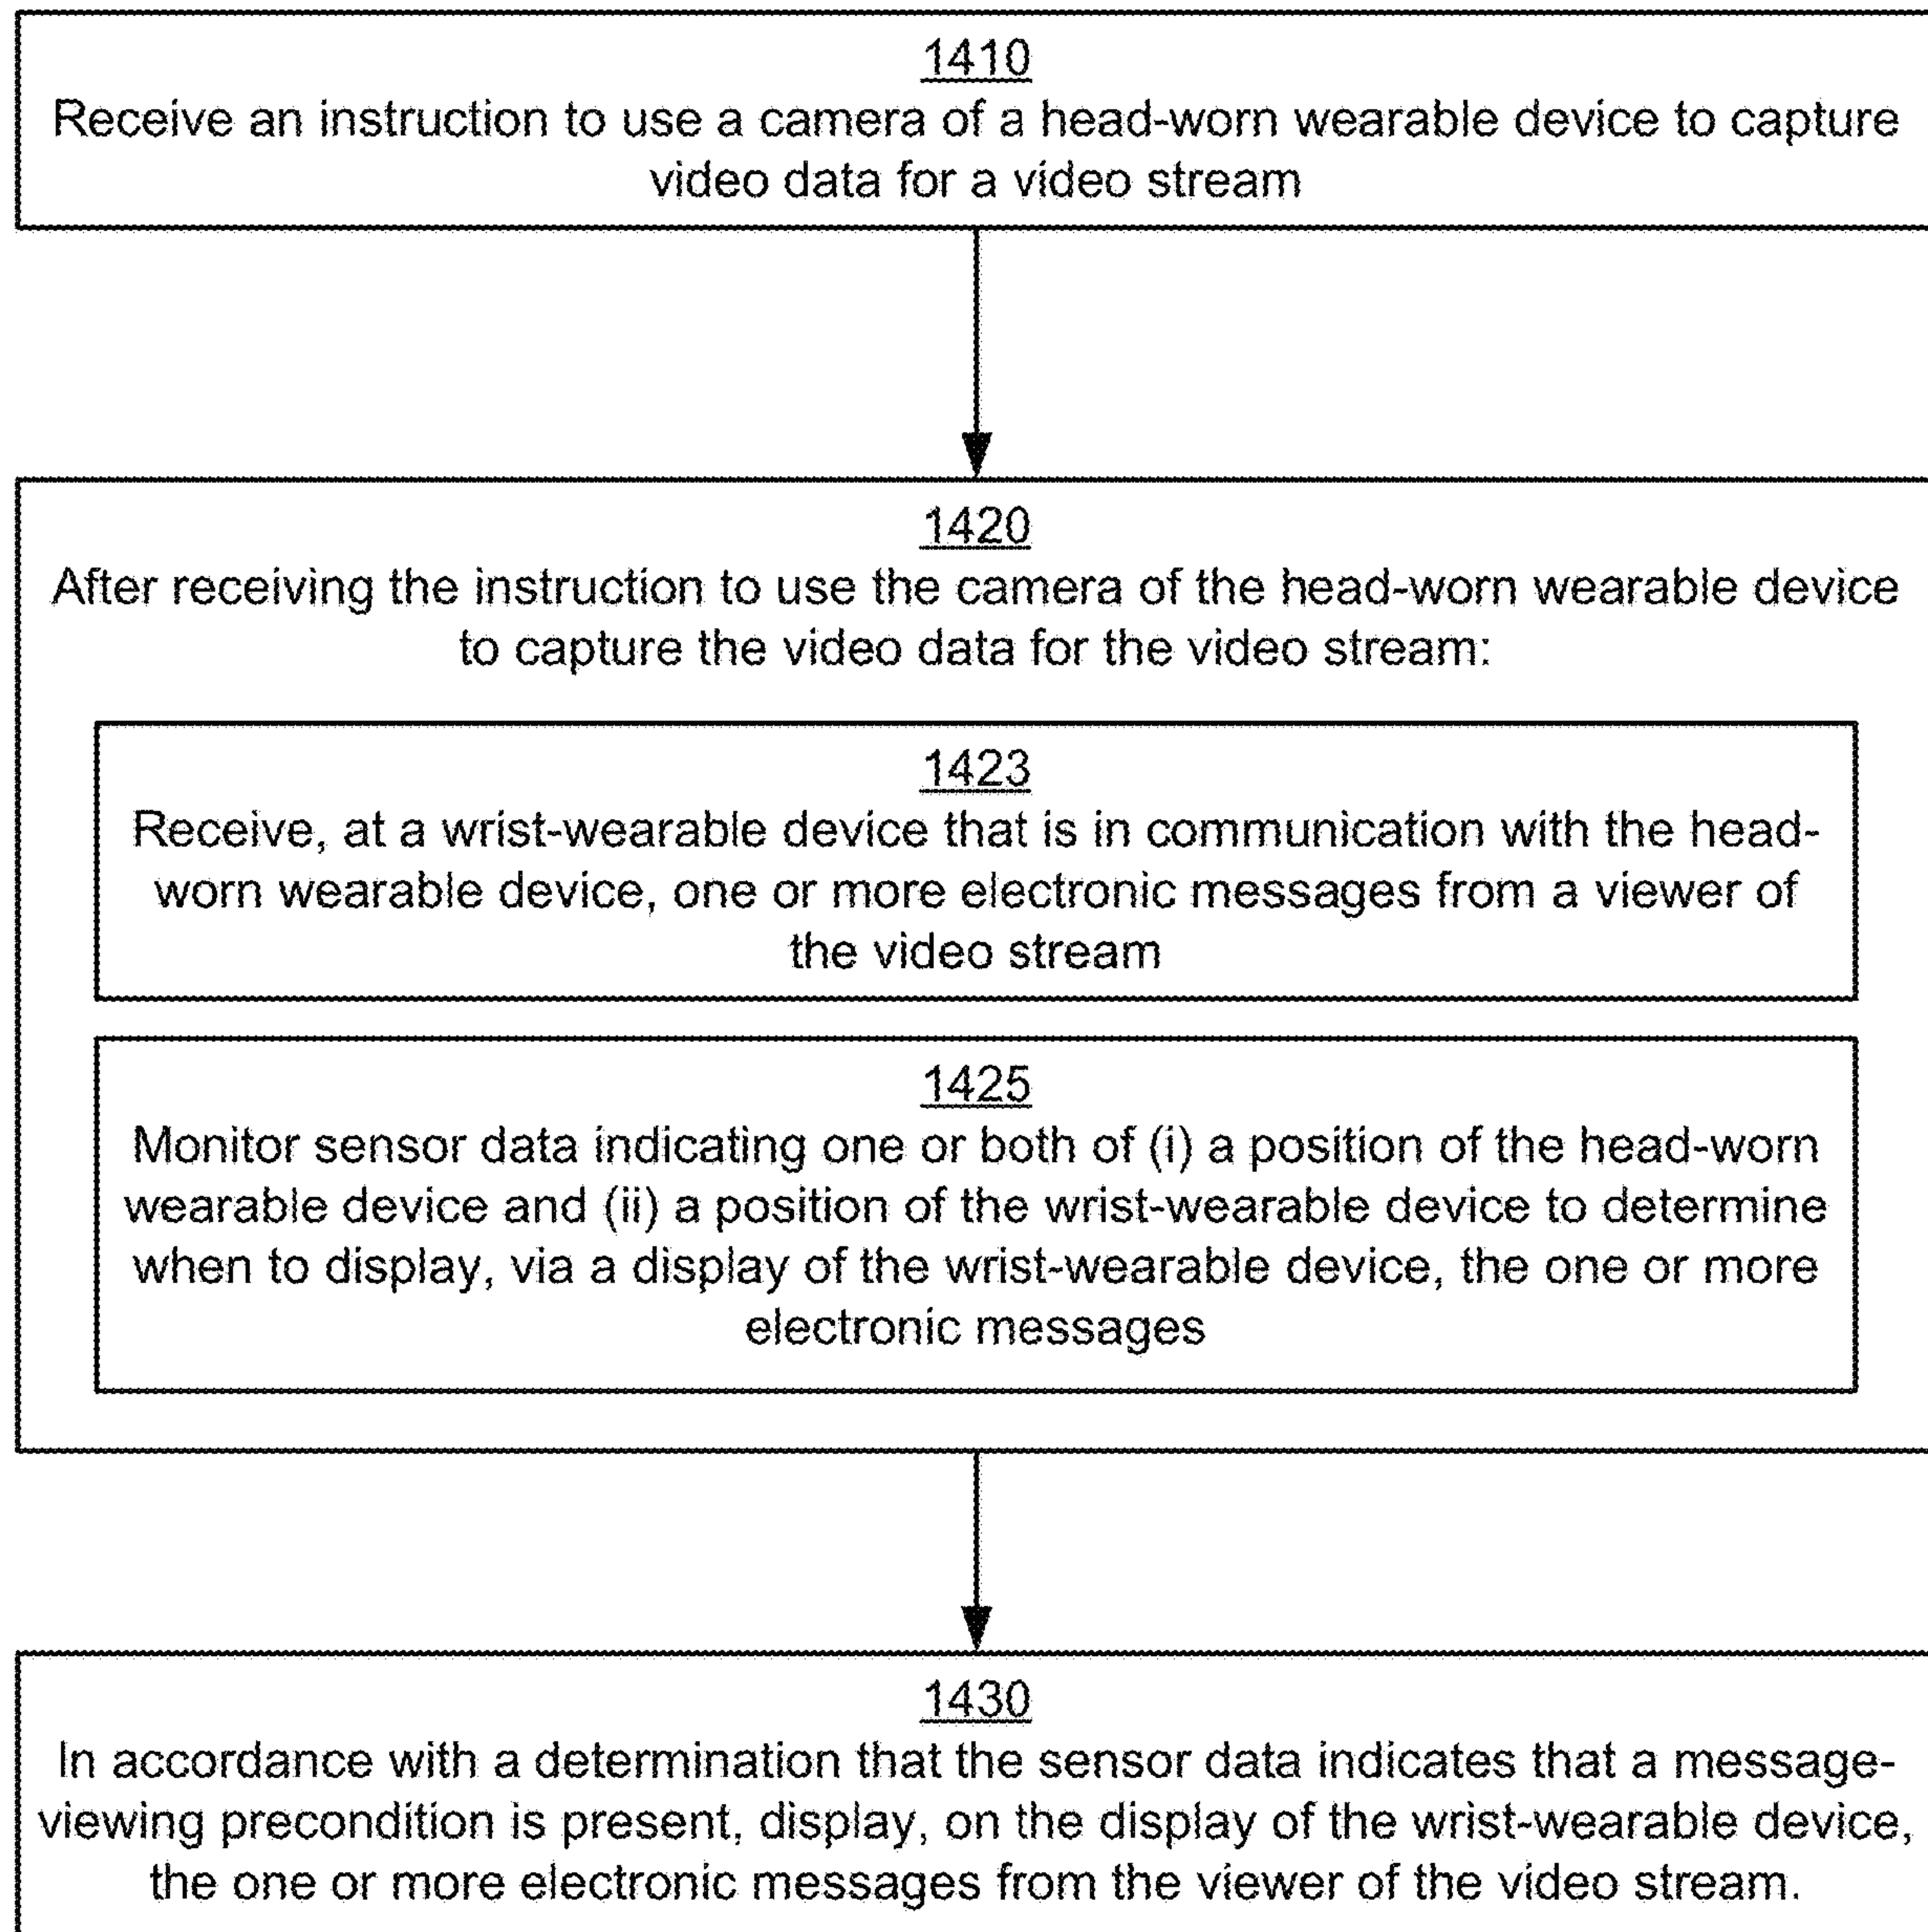 1410
Receive an instruction to use a camera of a head-worn wearable device to capture
video data for a video stream
1420
After receiving the instruction to use the camera of the head-worn wearable device
to capture the video data for the video stream:
1423
Receive, at a wrist-wearable device that is in communication with the head-
worn wearable device, one or more electronic messages from a viewer of
the video stream
1425
Monitor sensor data indicating one or both of (i) a position of the head-worn
wearable device and (ii) a position of the wrist-wearable device to determine
when to display, via a display of the wrist-wearable device, the one or more
electronic messages
1430
In accordance with a determination that the sensor data indicates that a message-
viewing precondition is present, display, on the display of the wrist-wearable device,
the one or more electronic messages from the viewer of the video stream.